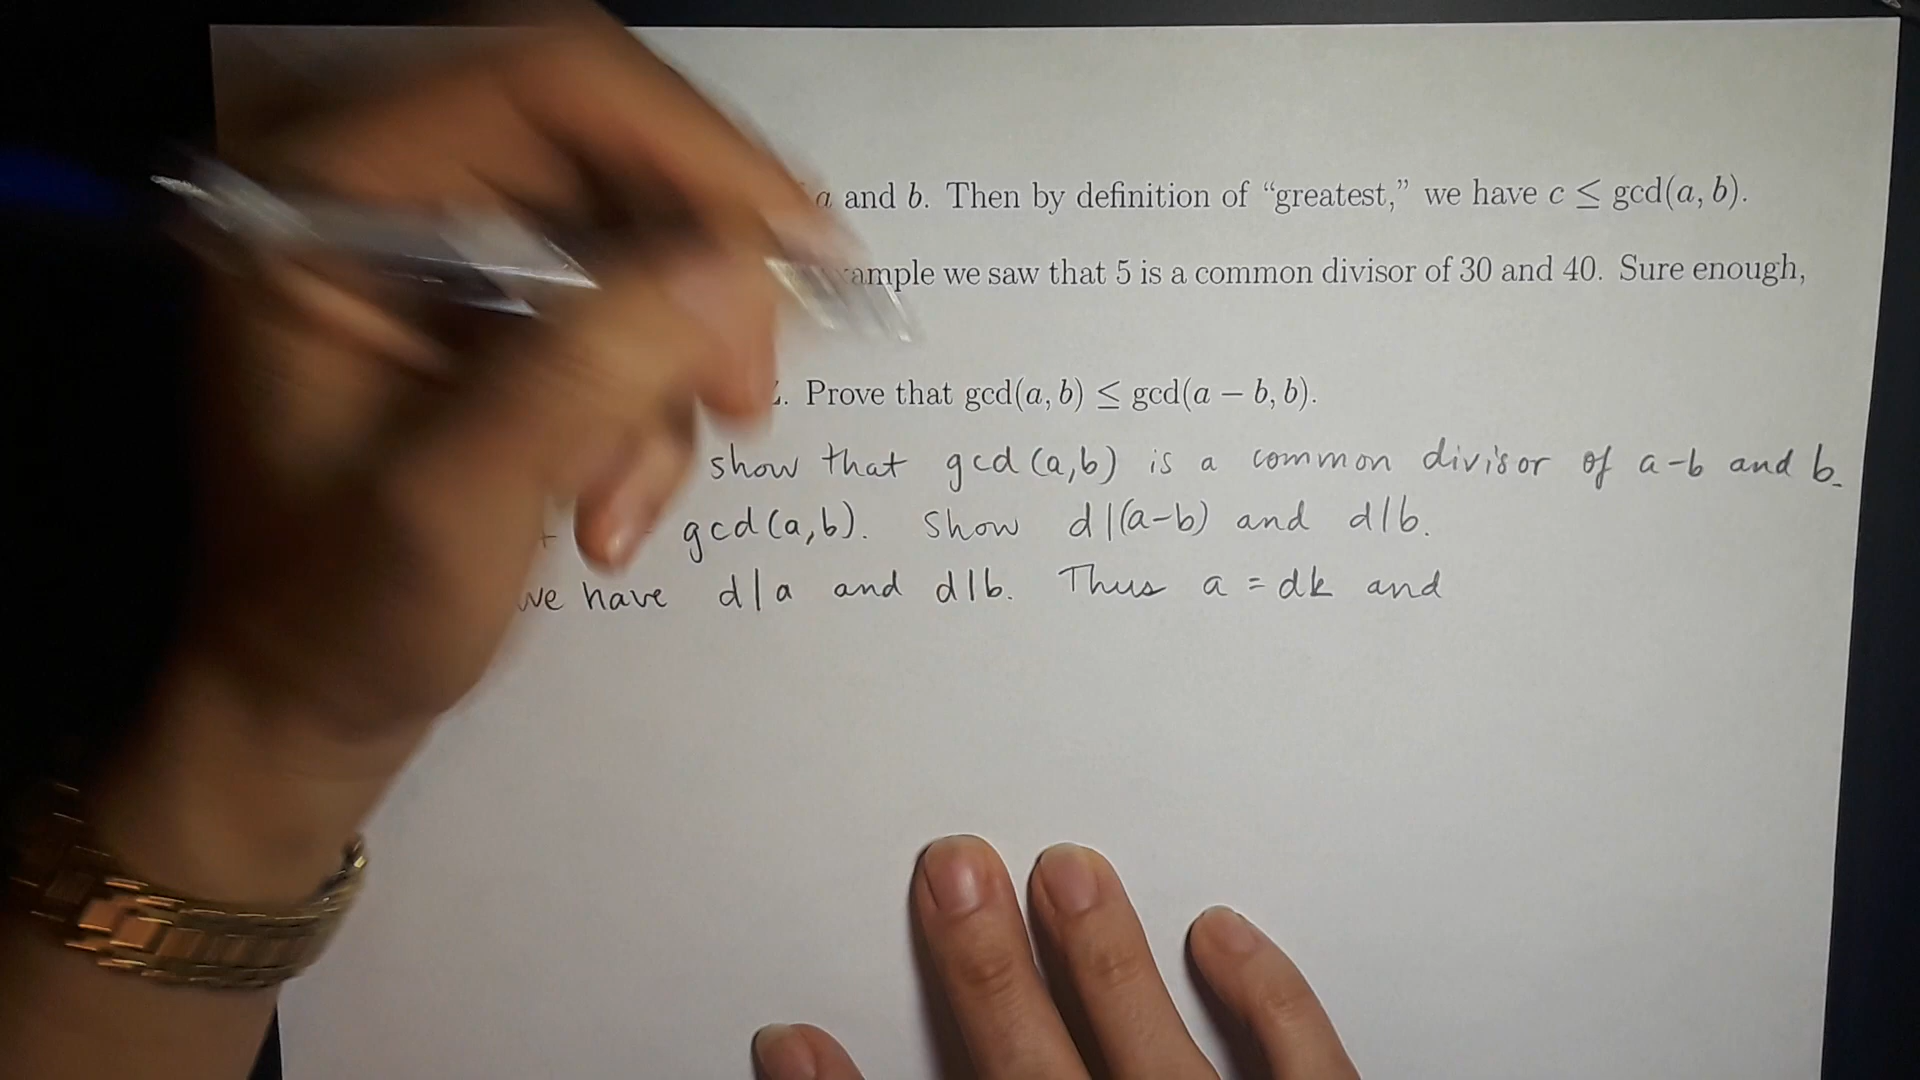 a and b. Then by definition of “greatest,” we have c ≤ gcd(a, b).
ample we saw that 5 is a common divisor of 30 and 40. Sure enough,
. Prove that gcd(a, b) ≤ gcd(a − b, b).
show that gcd(a,b) is a common divisor of a-b and b.
gcd(a,b). Show d|(a-b) and d|b.
we have d|a and d|b. Thus a = dk and